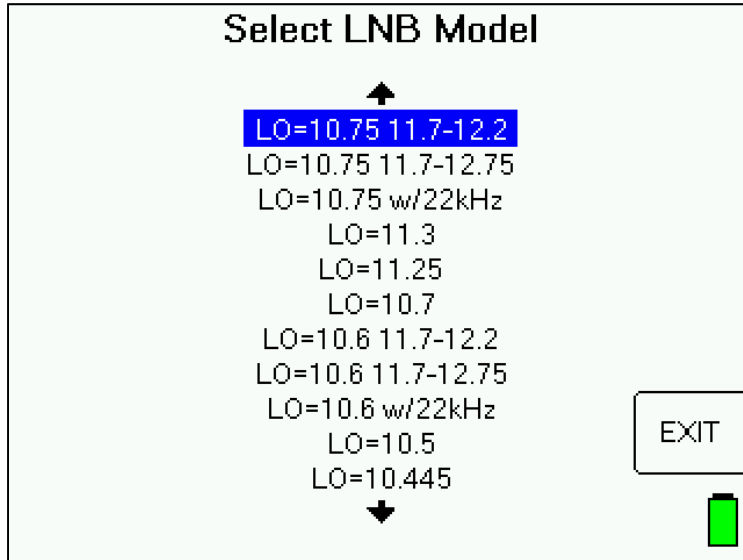 Select LNB Model
LO=10.75 11.7-12.2
LO=10.75 11.7-12.75
LO=10.75 w/22kHz
LO=11.3
LO=11.25
LO=10.7
LO=10.6 11.7-12.2
LO=10.6 11.7-12.75
LO=10.6 w/22kHz
LO=10.5
LO=10.445
EXIT